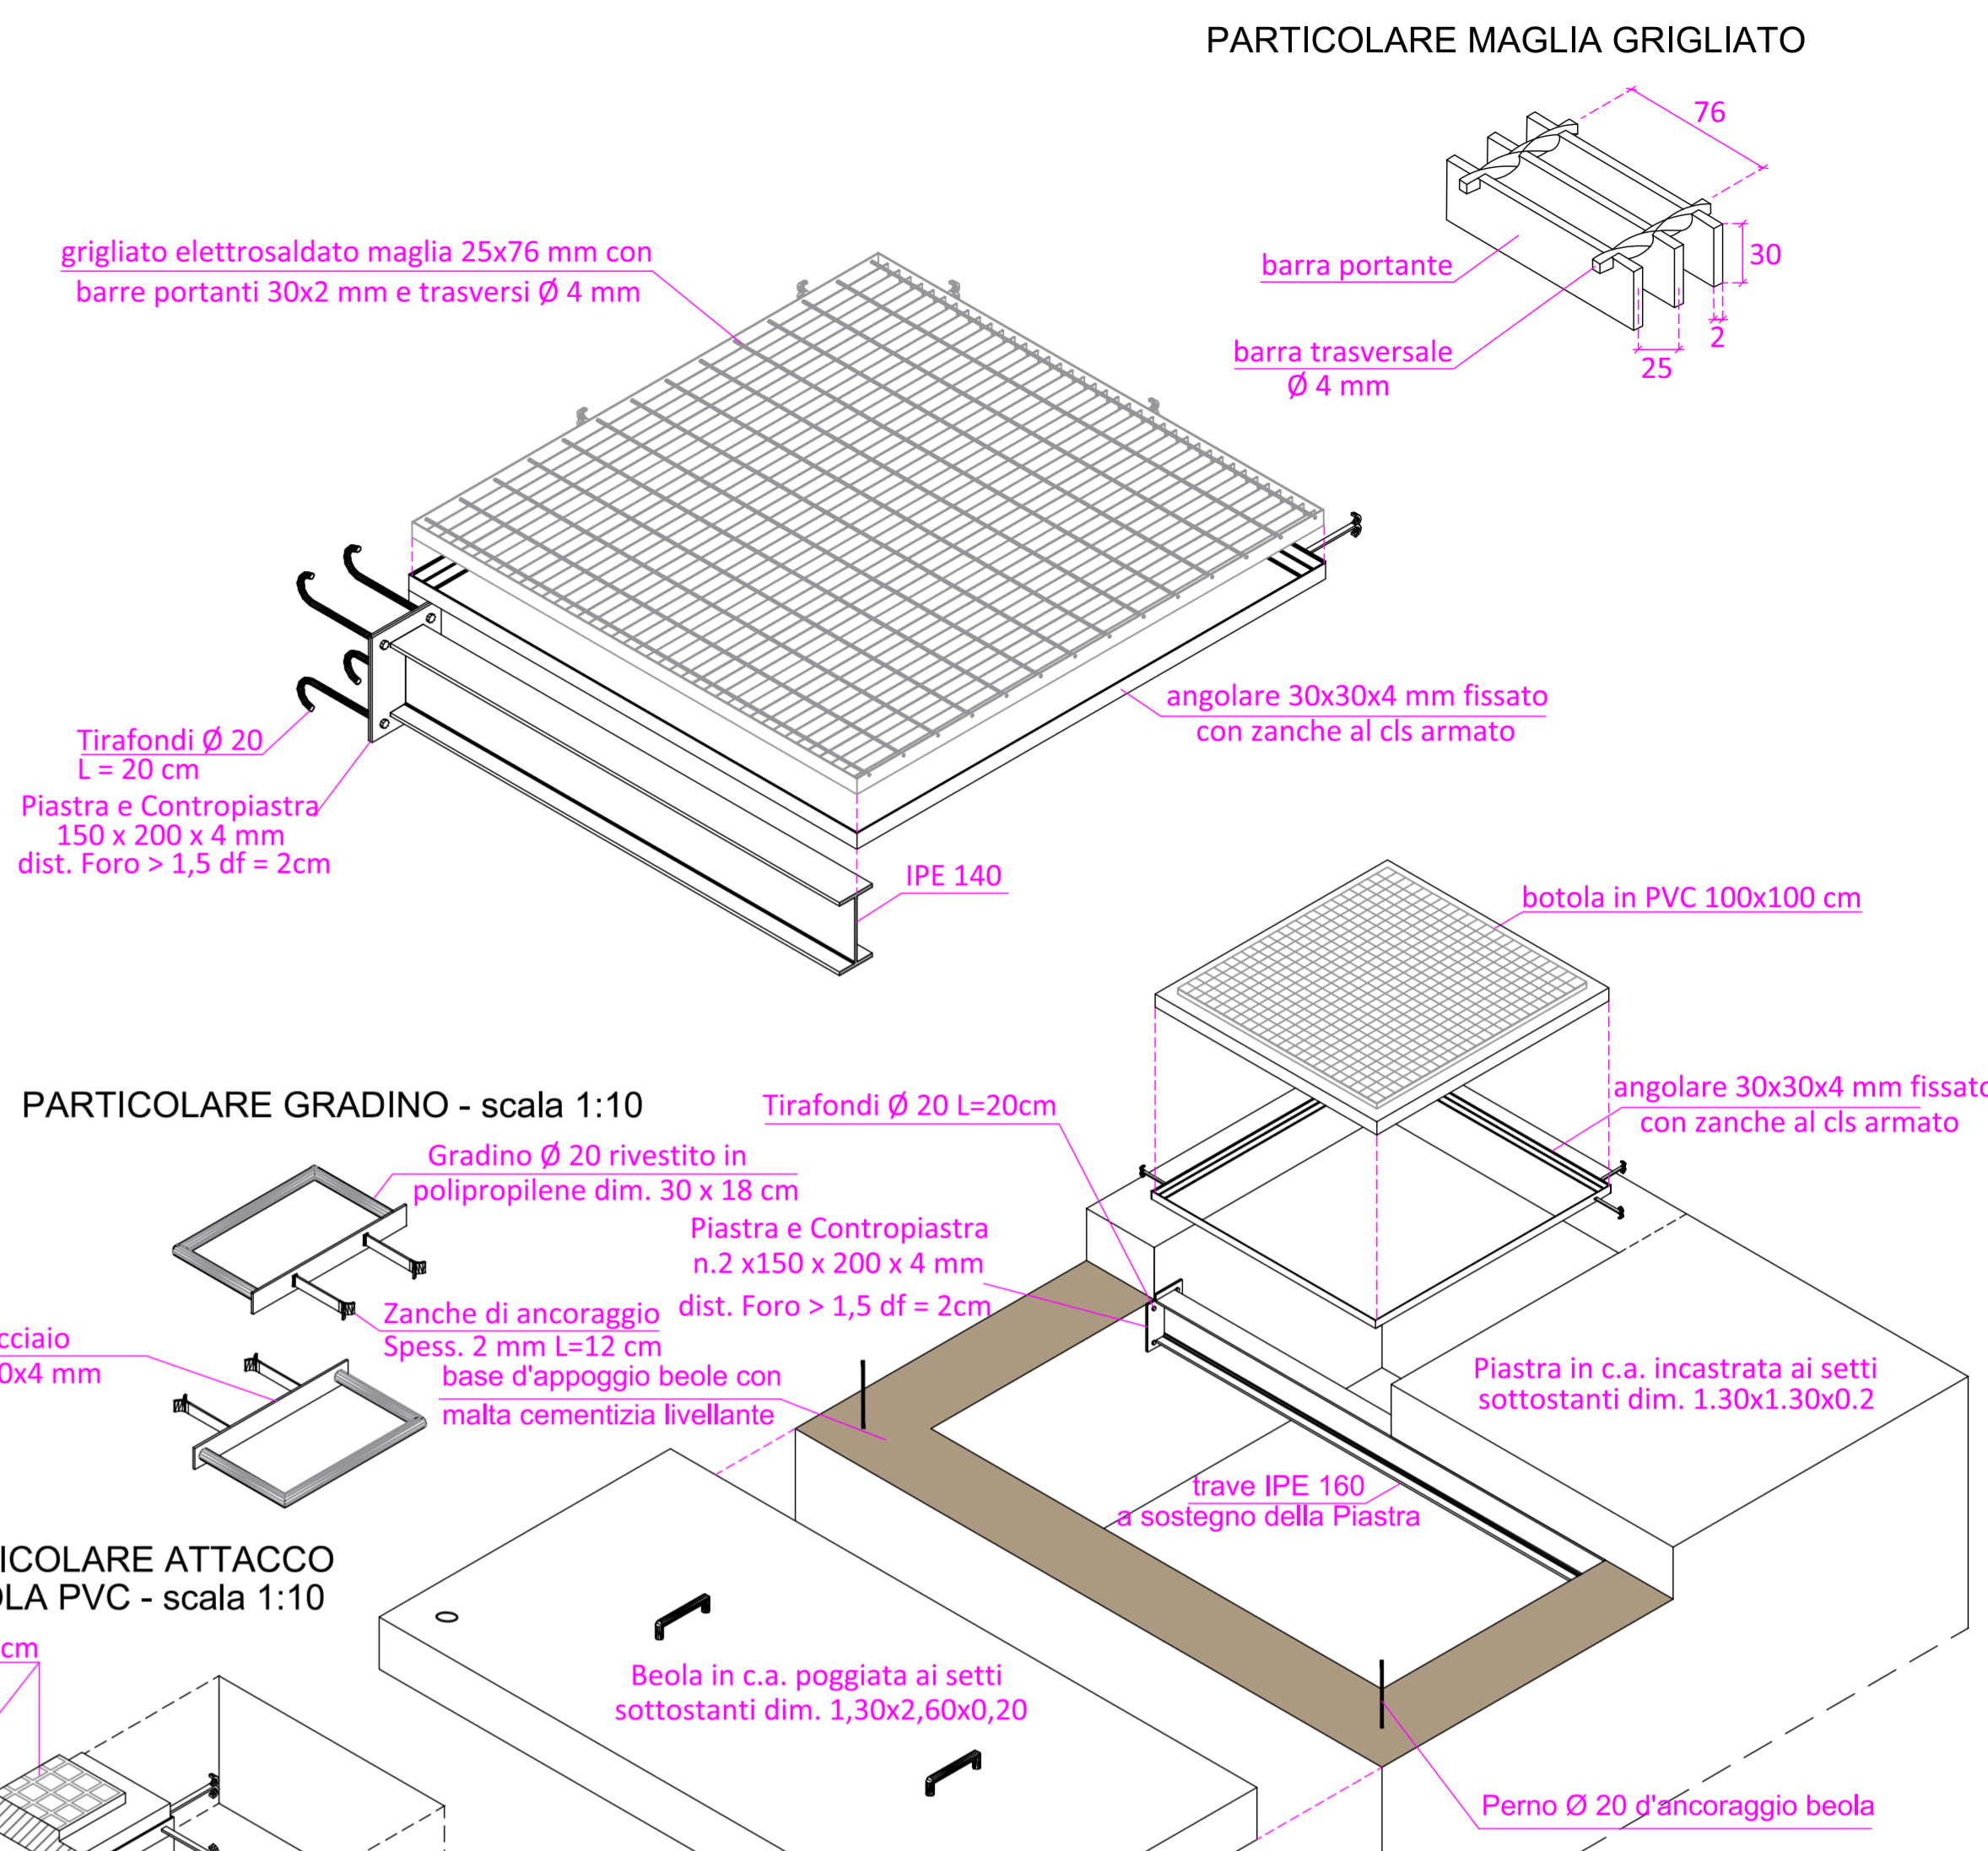 PARTICOLARE MAGLIA GRIGLIATO
76
30
2
25
barra portante
barra trasversale
Ø 4 mm
grigliato elettrosaldato maglia 25x76 mm con
barre portanti 30x2 mm e trasversi Ø 4 mm
angolare 30x30x4 mm fissato
con zanche al cls armato
Tirafondi Ø 20
L = 20 cm
Piastra e Contropiastra
150 x 200 x 4 mm
dist. Foro > 1,5 df = 2cm
IPE 140
botola in PVC 100x100 cm
angolare 30x30x4 mm fissato
con zanche al cls armato
PARTICOLARE GRADINO - scala 1:10
Tirafondi Ø 20 L=20cm
Gradino Ø 20 rivestito in
polipropilene dim. 30 x 18 cm
Piastra e Contropiastra
n.2 x150 x 200 x 4 mm
dist. Foro > 1,5 df = 2cm
Zanche di ancoraggio
Spess. 2 mm L=12 cm
cciaio
0x4 mm
base d'appoggio beole con
malta cementizia livellante
Piastra in c.a. incastrata ai setti
sottostanti dim. 1.30x1.30x0.2
trave IPE 160
a sostegno della Piastra
ICOLARE ATTACCO
OLA PVC - scala 1:10
cm
Beola in c.a. poggiata ai setti
sottostanti dim. 1,30x2,60x0,20
Perno Ø 20 d'ancoraggio beola